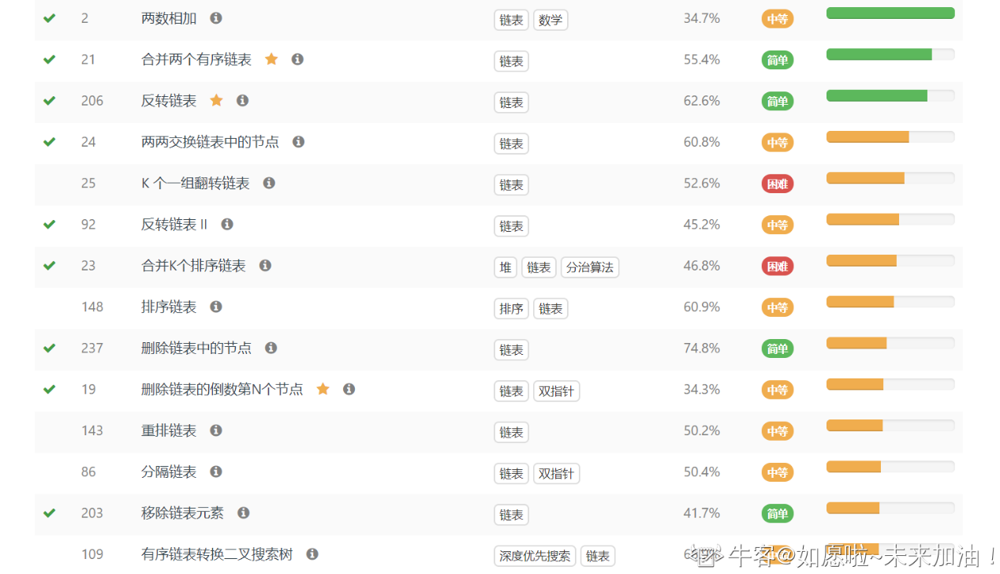 2 两数相加 链表 数学 34.7% 中等
21 合并两个有序链表 链表 55.4% 简单
206 反转链表 链表 62.6% 简单
24 两两交换链表中的节点 链表 60.8% 中等
25 K 个一组翻转链表 链表 52.6% 困难
92 反转链表 II 链表 45.2% 中等
23 合并K个排序链表 堆 链表 分治算法 46.8% 困难
148 排序链表 排序 链表 60.9% 中等
237 删除链表中的节点 链表 74.8% 简单
19 删除链表的倒数第N个节点 链表 双指针 34.3% 中等
143 重排链表 链表 50.2% 中等
86 分隔链表 链表 双指针 50.4% 中等
203 移除链表元素 链表 41.7% 简单
109 有序链表转换二叉搜索树 深度优先搜索 链表
牛客@如愿啦~未来加油！